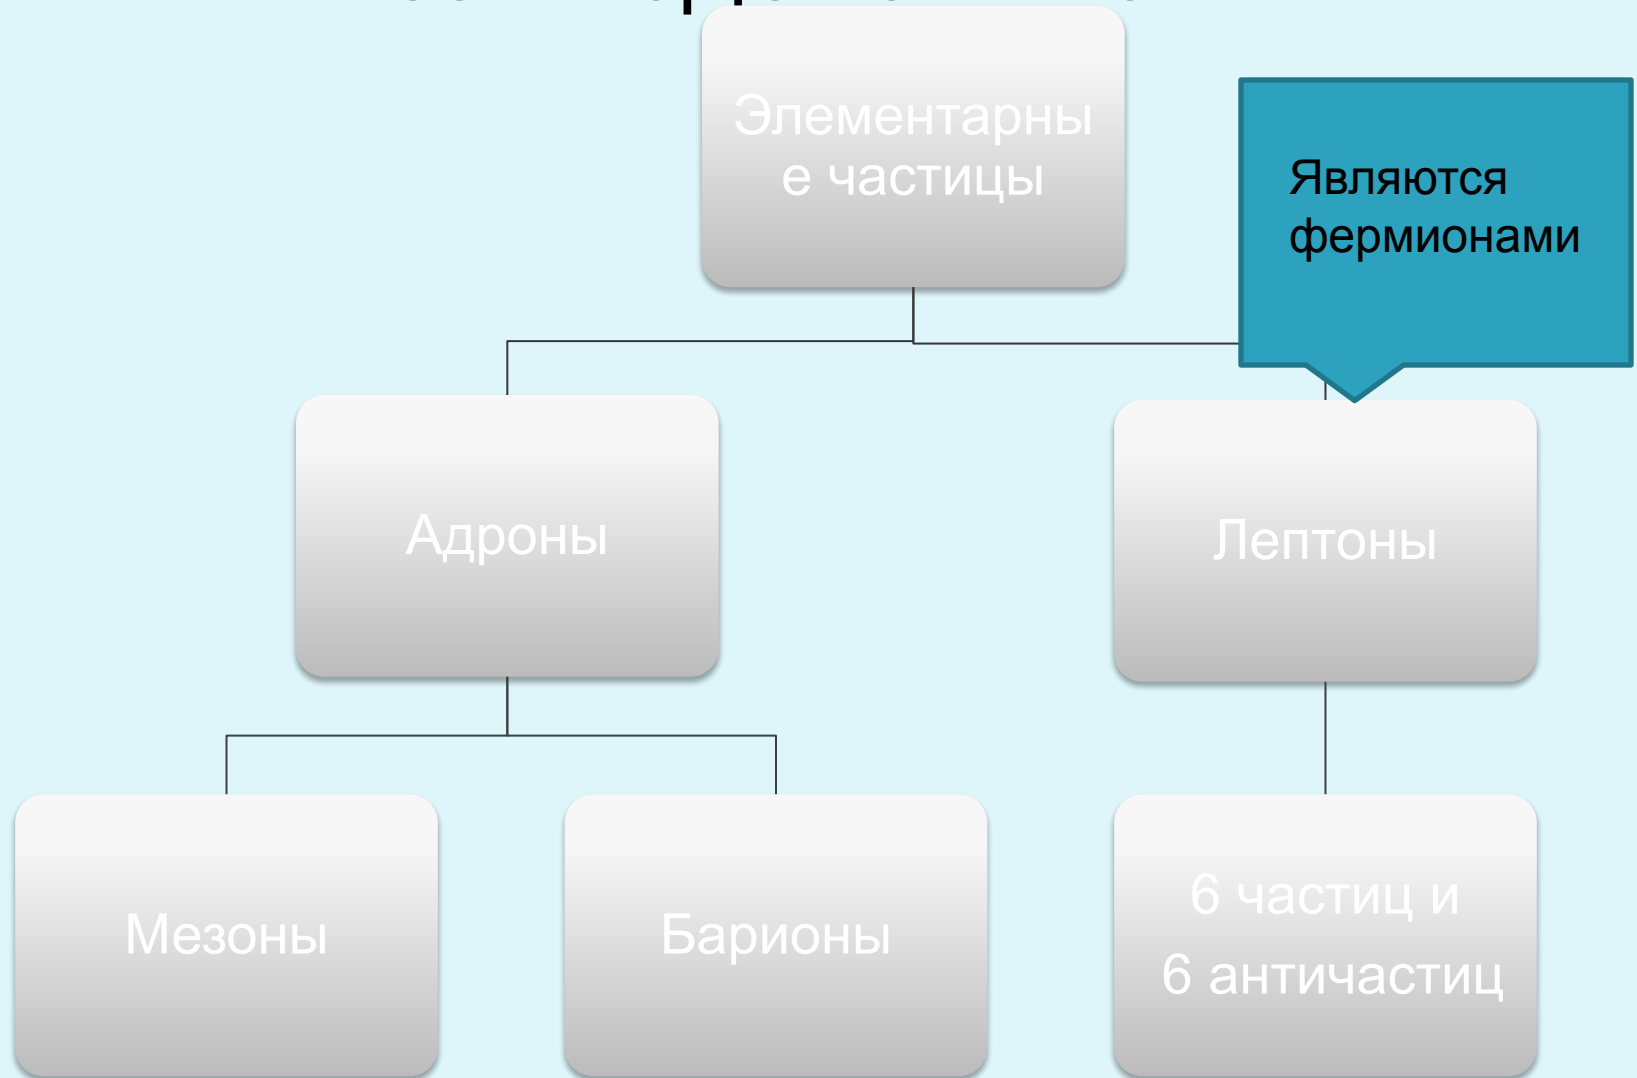 Элементарны
е частицы
Являются
фермионами
Адроны
Лептоны
Мезоны
Барионы
6 частиц и
6 античастиц